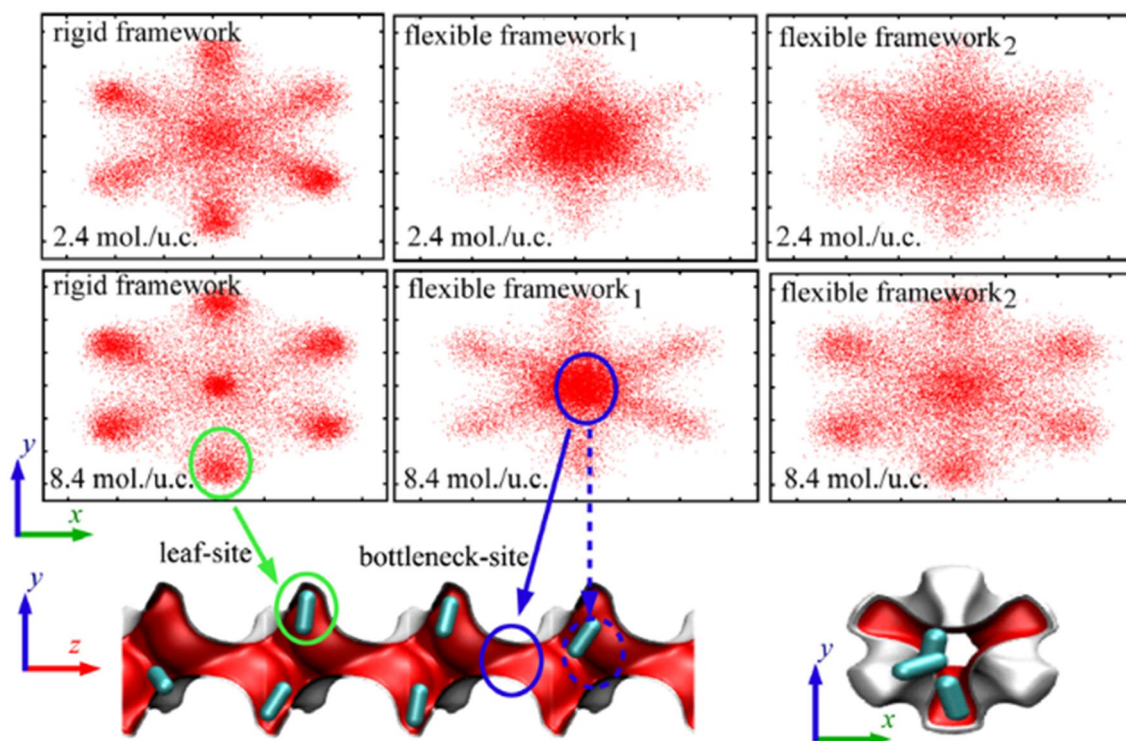 rigid framework
flexible framework1
flexible framework2
2.4 mol./u.c.
2.4 mol./u.c.
2.4 mol./u.c.
rigid framework
flexible framework1
flexible framework2
8.4 mol./u.c.
8.4 mol./u.c.
8.4 mol./u.c.
y
x
leaf-site
bottleneck-site
y
z
y
x